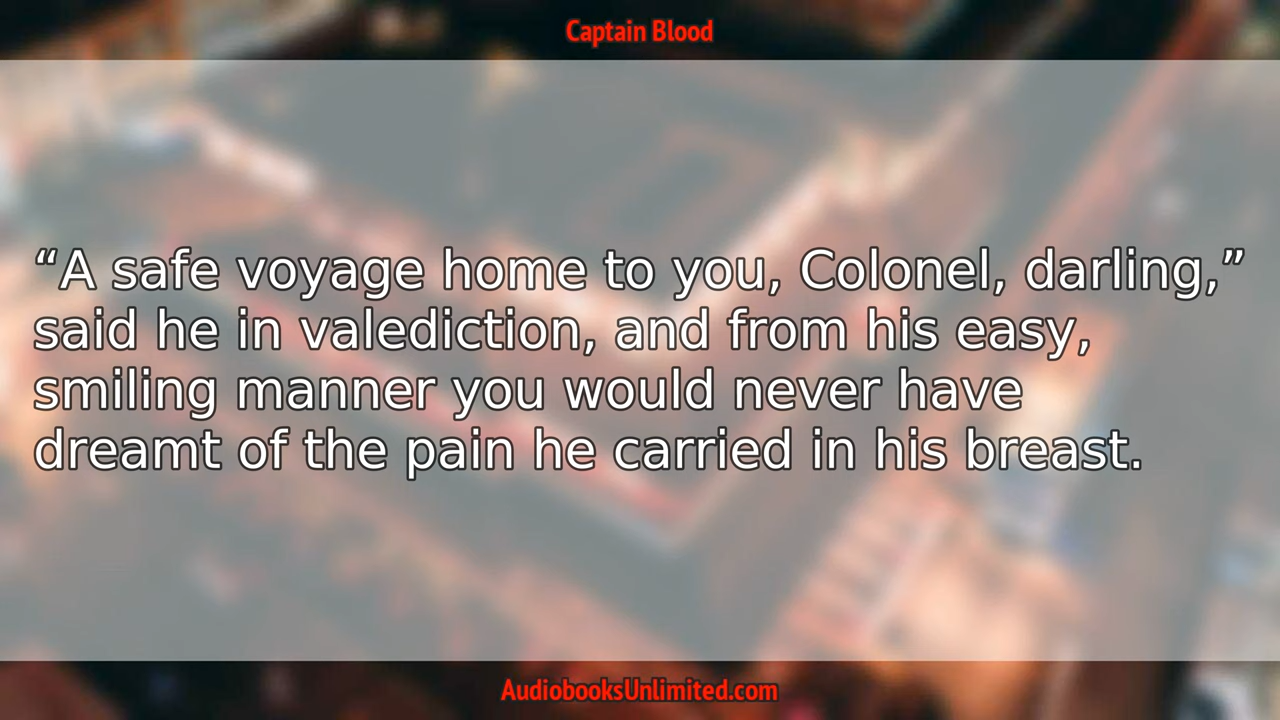 Captain Blood
“A safe voyage home to you, Colonel, darling,”
said he in valediction, and from his easy,
smiling manner you would never have
dreamt of the pain he carried in his breast.
AudiobooksUnlimited.com